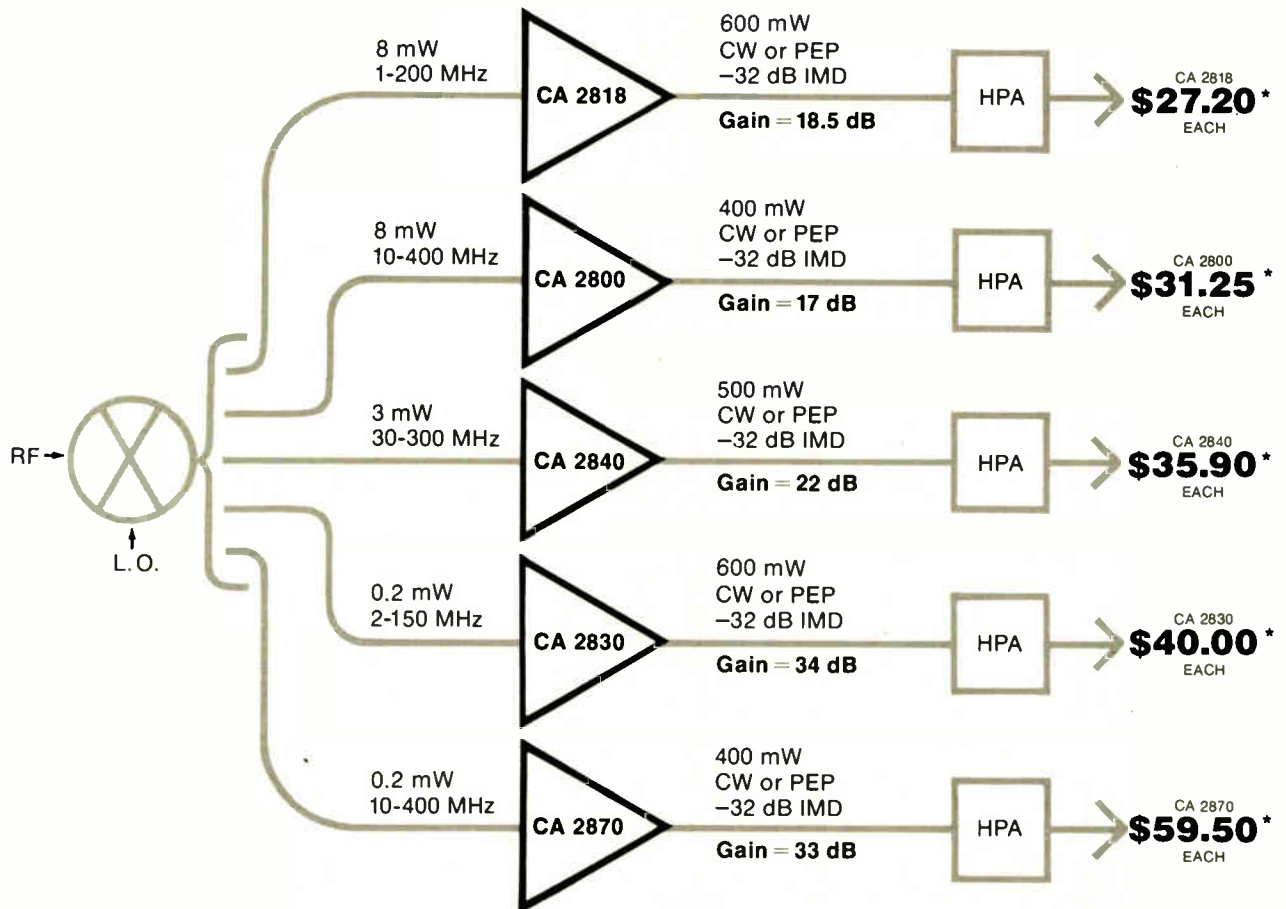 8 mW
1-200 MHz
CA 2818
600 mW
CW or PEP
–32 dB IMD
Gain = 18.5 dB
HPA
CA 2818
$27.20*
EACH
8 mW
10-400 MHz
CA 2800
400 mW
CW or PEP
–32 dB IMD
Gain = 17 dB
HPA
CA 2800
$31.25*
EACH
RF
L.O.
3 mW
30-300 MHz
CA 2840
500 mW
CW or PEP
–32 dB IMD
Gain = 22 dB
HPA
CA 2840
$35.90*
EACH
0.2 mW
2-150 MHz
CA 2830
600 mW
CW or PEP
–32 dB IMD
Gain = 34 dB
HPA
CA 2830
$40.00*
EACH
0.2 mW
10-400 MHz
CA 2870
400 mW
CW or PEP
–32 dB IMD
Gain = 33 dB
HPA
CA 2870
$59.50*
EACH